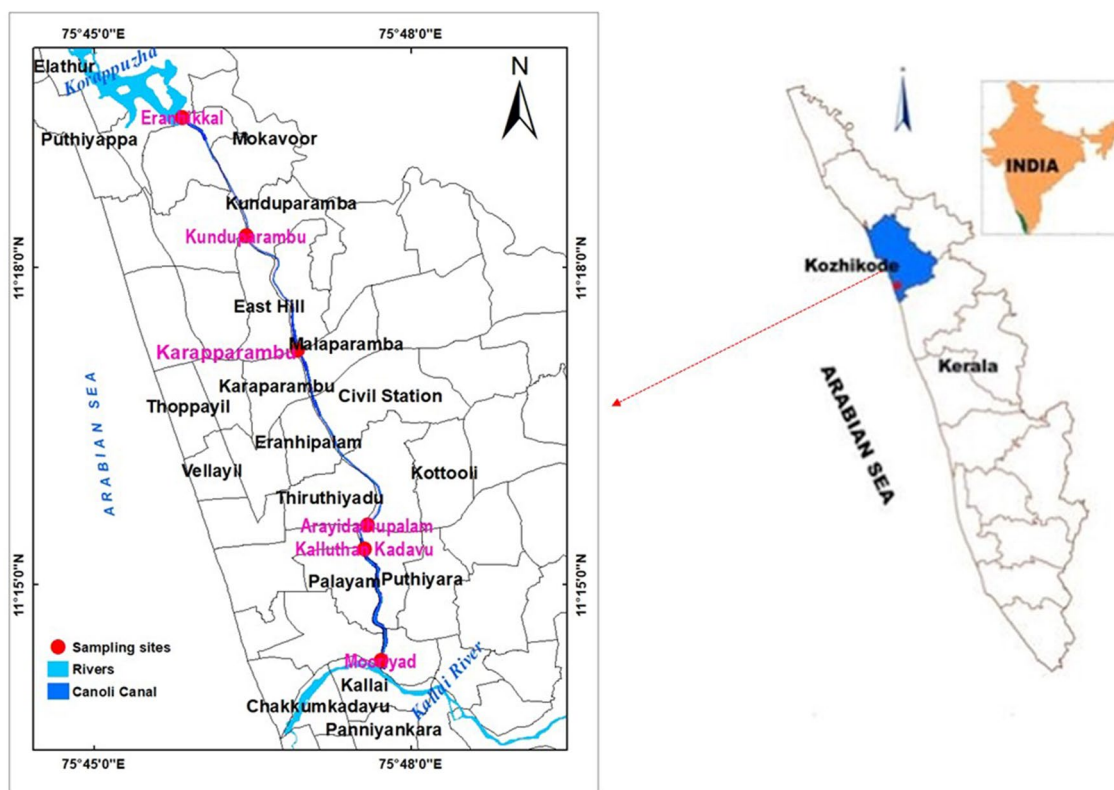 75°45'0"E
75°48'0"E
N
Elathur
Korappuzha
Puthiyappa
Mokavoor
Kunduparamba
Kunduparambu
11°18'0"N
11°18'0"N
East Hill
Malaparamba
Karapparambu
Karaparambu
Civil Station
Thoppayil
ARABIAN SEA
Eranhipalam
Vellayil
Kottooli
Thiruthiyadu
Kadavu
Palayam
Puthiyara
11°15'0"N
11°15'0"N
Sampling sites
Rivers
Canoli Canal
Kallai
Kallai River
Chakkumkadavu
Panniyankara
75°45'0"E
75°48'0"E
INDIA
Kozhikode
Kerala
ARABIAN SEA